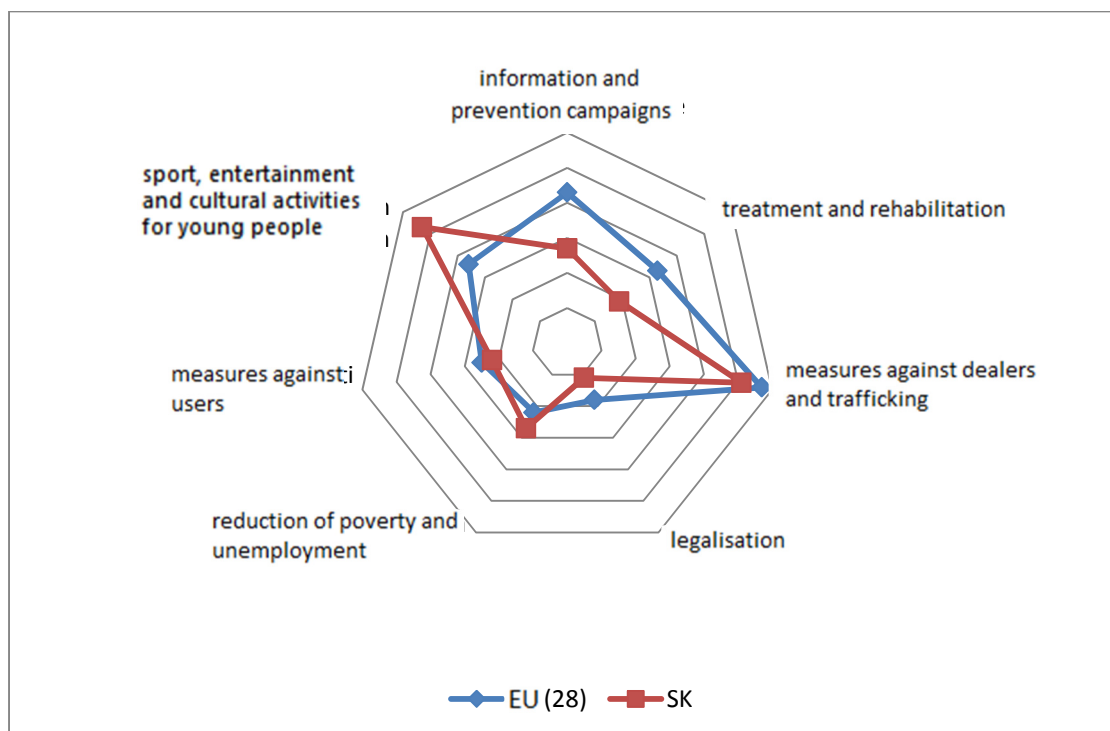 information and
prevention campaigns
sport, entertainment
and cultural activities
for young people
treatment and rehabilitation
measures against
users
measures against dealers
and trafficking
reduction of poverty and
unemployment
legalisation
EU (28)
SK